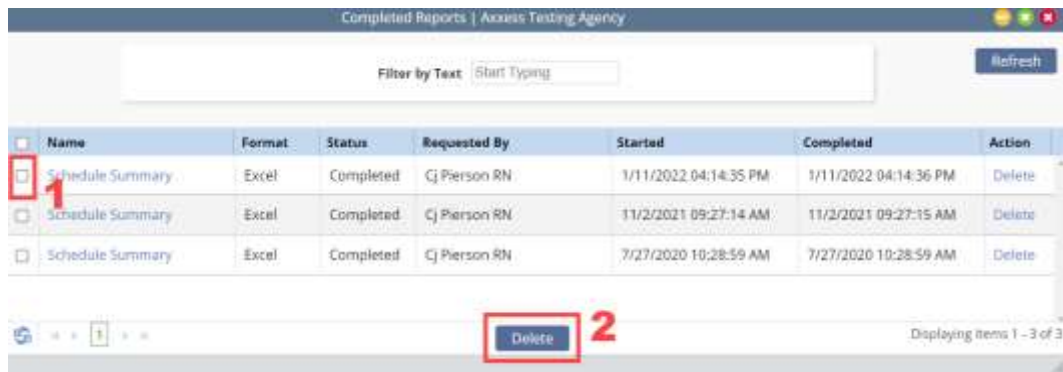 Completed Reports | Axxess Testing Agency
Filter by Text Start Typing
Refresh
Name Format Status Requested By Started Completed Action
Schedule Summary Excel Completed Cj Pierson RN 1/11/2022 04:14:35 PM 1/11/2022 04:14:36 PM Delete
1
Schedule Summary Excel Completed Cj Pierson RN 11/2/2021 09:27:14 AM 11/2/2021 09:27:15 AM Delete
Schedule Summary Excel Completed Cj Pierson RN 7/27/2020 10:28:59 AM 7/27/2020 10:28:59 AM Delete
1 Delete 2 Displaying items 1 - 3 of 3